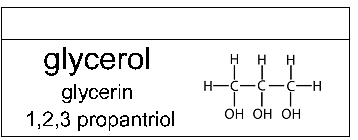 glycerol
glycerin
1,2,3 propantriol
H H H
H-C-C-C-H
OH OH OH